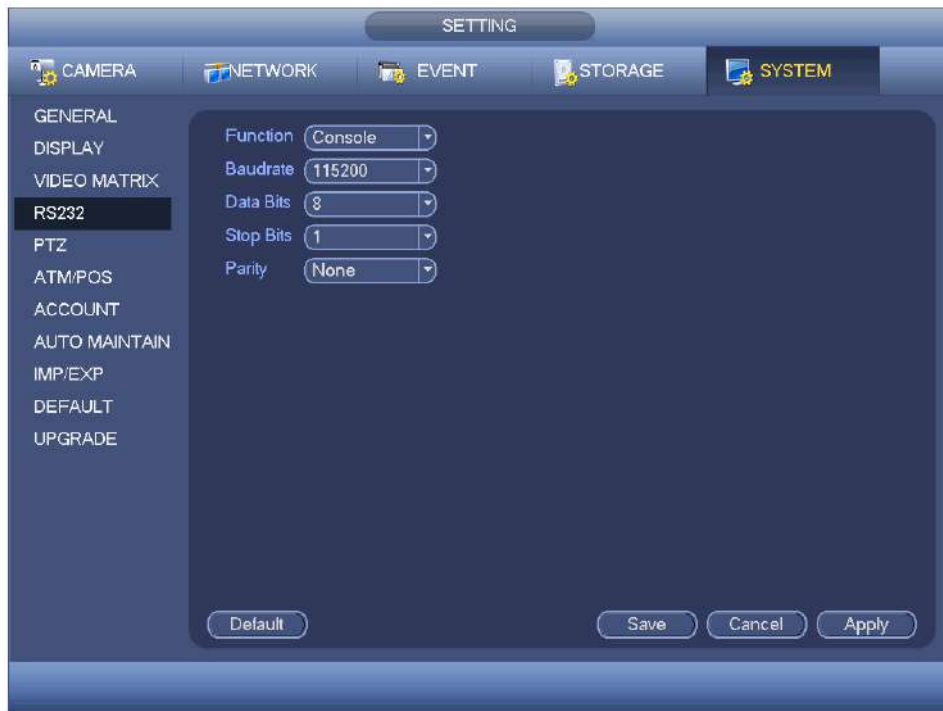 SETTING
CAMERA NETWORK EVENT STORAGE SYSTEM
GENERAL
DISPLAY
VIDEO MATRIX
RS232
PTZ
ATM/POS
ACCOUNT
AUTO MAINTAIN
IMP/EXP
DEFAULT
UPGRADE
Function Console
Baudrate 115200
Data Bits 8
Stop Bits 1
Parity None
Default Save Cancel Apply